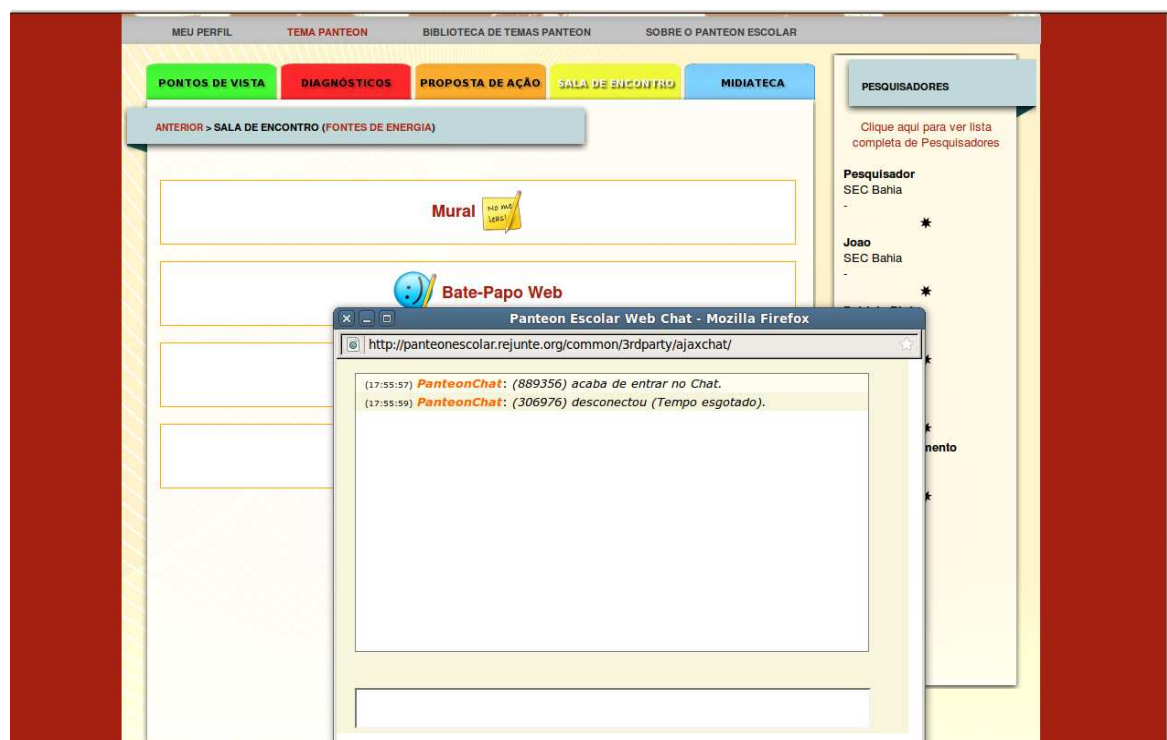 MEU PERFIL TEMA PANTEON BIBLIOTECA DE TEMAS PANTEON SOBRE O PANTEON ESCOLAR
PONTOS DE VISTA DIAGNÓSTICOS PROPOSTA DE AÇÃO SALA DE ENCONTRO MIDIATECA
ANTERIOR > SALA DE ENCONTRO (FONTES DE ENERGIA)
Mural No me leas!
Bate-Papo Web
PESQUISADORES
Clique aqui para ver lista
completa de Pesquisadores
Pesquisador
SEC Bahia
-
Joao
SEC Bahia
-
Panteon Escolar Web Chat - Mozilla Firefox
http://panteonescolar.rejunte.org/common/3rdparty/ajaxchat/
(17:55:57) PanteonChat: (889356) acaba de entrar no Chat.
(17:55:59) PanteonChat: (306976) desconectou (Tempo esgotado).